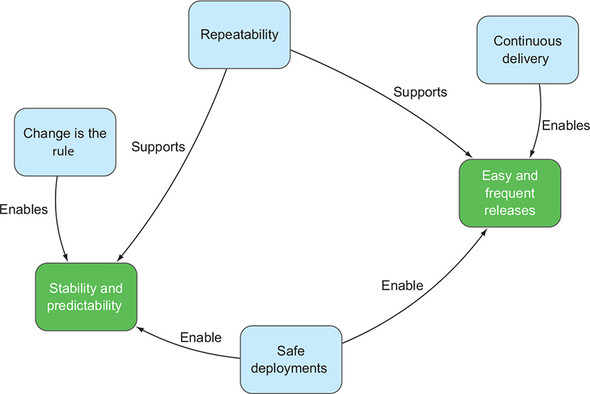 Repeatability
Continuous
delivery
Supports
Change is the
rule
Supports
Enables
Easy and
frequent
releases
Enables
Stability and
predictability
Enable
Enable
Safe
deployments